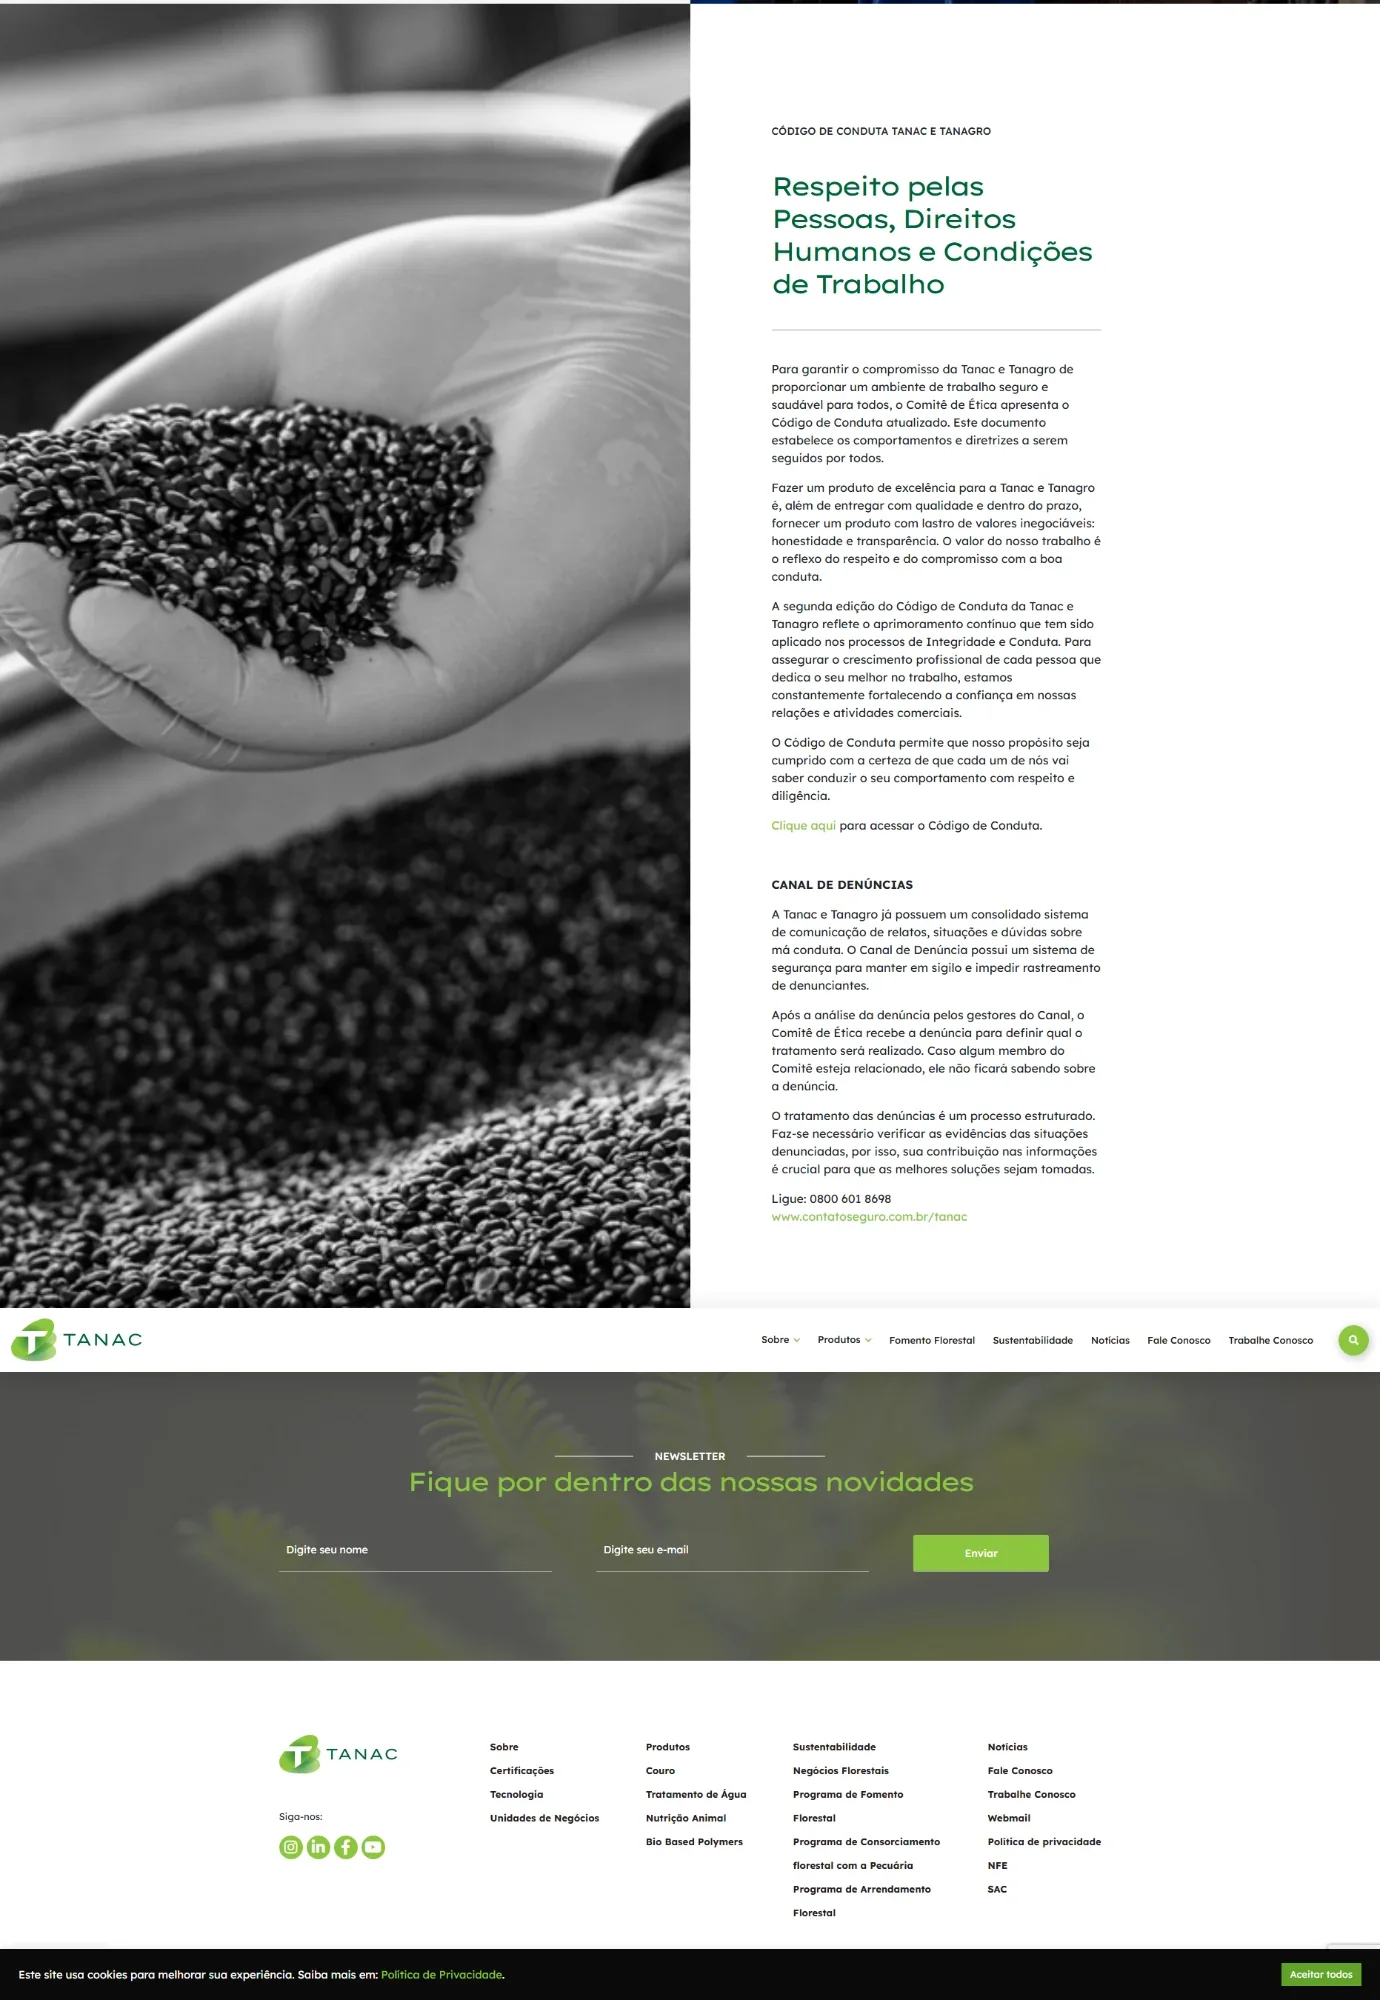 CÓDIGO DE CONDUTA TANAC E TANAGRO
Respeito pelas
Pessoas, Direitos
Humanos e Condições
de Trabalho
Para garantir o compromisso da Tanac e Tanagro de
proporcionar um ambiente de trabalho seguro e
saudável para todos, o Comitê de Ética apresenta o
Código de Conduta atualizado. Este documento
estabelece os comportamentos e diretrizes a serem
seguidos por todos.
Fazer um produto de excelência para a Tanac e Tanagro
é, além de entregar com qualidade e dentro do prazo,
fornecer um produto com lastro de valores inegociáveis:
honestidade e transparência. O valor do nosso trabalho é
o reflexo do respeito e do compromisso com a boa
conduta.
A segunda edição do Código de Conduta da Tanac e
Tanagro reflete o aprimoramento contínuo que tem sido
aplicado nos processos de Integridade e Conduta. Para
assegurar o crescimento profissional de cada pessoa que
dedica o seu melhor no trabalho, estamos
constantemente fortalecendo a confiança em nossas
relações e atividades comerciais.
O Código de Conduta permite que nosso propósito seja
cumprido com a certeza de que cada um de nós vai
saber conduzir o seu comportamento com respeito e
diligência.
Clique aqui para acessar o Código de Conduta.
CANAL DE DENÚNCIAS
A Tanac e Tanagro já possuem um consolidado sistema
de comunicação de relatos, situações e dúvidas sobre
má conduta. O Canal de Denúncia possui um sistema de
segurança para manter em sigilo e impedir rastreamento
de denunciantes.
Após a análise da denúncia pelos gestores do Canal, o
Comitê de Ética recebe a denúncia para definir qual o
tratamento será realizado. Caso algum membro do
Comitê esteja relacionado, ele não ficará sabendo sobre
a denúncia.
O tratamento das denúncias é um processo estruturado.
Faz-se necessário verificar as evidências das situações
denunciadas, por isso, sua contribuição nas informações
é crucial para que as melhores soluções sejam tomadas.
Ligue: 0800 601 8698
www.contatoseguro.com.br/tanac
TANAC
Sobre
Produtos
Fomento Florestal
Sustentabilidade
Notícias
Fale Conosco
Trabalhe Conosco
NEWSLETTER
Fique por dentro das nossas novidades
Digite seu nome
Digite seu e-mail
Enviar
TANAC
Siga-nos:
Sobre
Certificações
Tecnologia
Unidades de Negócios
Produtos
Couro
Tratamento de Água
Nutrição Animal
Bio Based Polymers
Sustentabilidade
Negócios Florestais
Programa de Fomento
Florestal
Programa de Consorciamento
florestal com a Pecuária
Programa de Arrendamento
Florestal
Notícias
Fale Conosco
Trabalhe Conosco
Webmail
Política de privacidade
NFE
SAC
Este site usa cookies para melhorar sua experiência. Saiba mais em: Política de Privacidade.
Aceitar todos